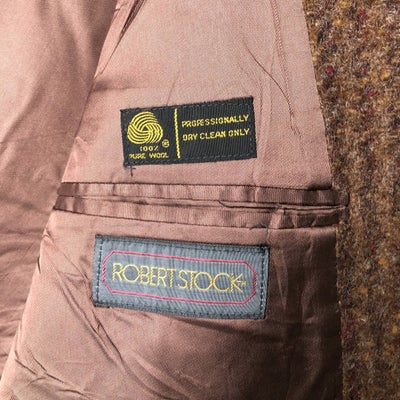 PROFESSIONALLY
DRY CLEAN ONLY
100%
PURE WOOL
®
ROBERT STOCK